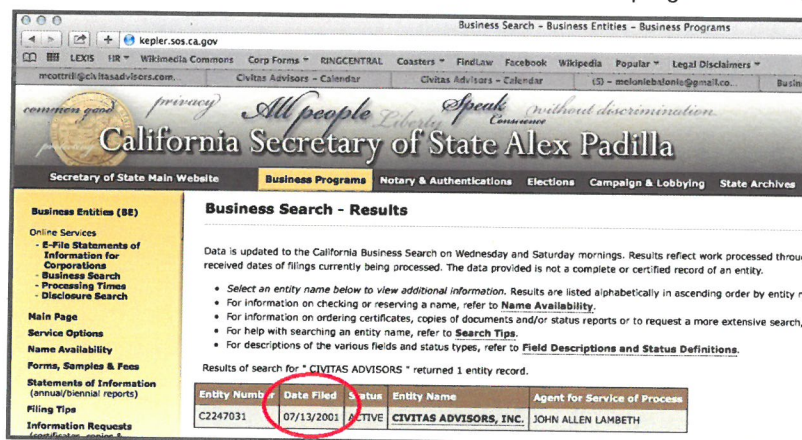 Business Search - Business Entities - Business Programs
kepler.sos.ca.gov
LEXIS HR Wikimedia Commons Corp Forms RINGCENTRAL Coasters FindLaw Facebook Wikipedia Popular Legal Disclaimers
mcottrill@civitasadvisors.com... Civitas Advisors - Calendar Civitas Advisors - Calendar (5) - melaniebalonie@gmail.co... Busin
common good privacy All people Liberty Speak Conscience without discrimination
California Secretary of State Alex Padilla
Secretary of State Main Website Business Programs Notary & Authentications Elections Campaign & Lobbying State Archives
Business Entities (BE)
Online Services
- E-File Statements of
Information for
Corporations
- Business Search
- Processing Times
- Disclosure Search
Main Page
Service Options
Name Availability
Forms, Samples & Fees
Statements of Information
(annual/biennial reports)
Filing Tips
Information Requests
(certificates, copies &
Business Search - Results
Data is updated to the California Business Search on Wednesday and Saturday mornings. Results reflect work processed throu
received dates of filings currently being processed. The data provided is not a complete or certified record of an entity.
• Select an entity name below to view additional information. Results are listed alphabetically in ascending order by entity n
• For information on checking or reserving a name, refer to Name Availability.
• For information on ordering certificates, copies of documents and/or status reports or to request a more extensive search,
• For help with searching an entity name, refer to Search Tips.
• For descriptions of the various fields and status types, refer to Field Descriptions and Status Definitions.
Results of search for " CIVITAS ADVISORS " returned 1 entity record.
Entity Number Date Filed Status Entity Name Agent for Service of Process
C2247031 07/13/2001 ACTIVE CIVITAS ADVISORS, INC. JOHN ALLEN LAMBETH